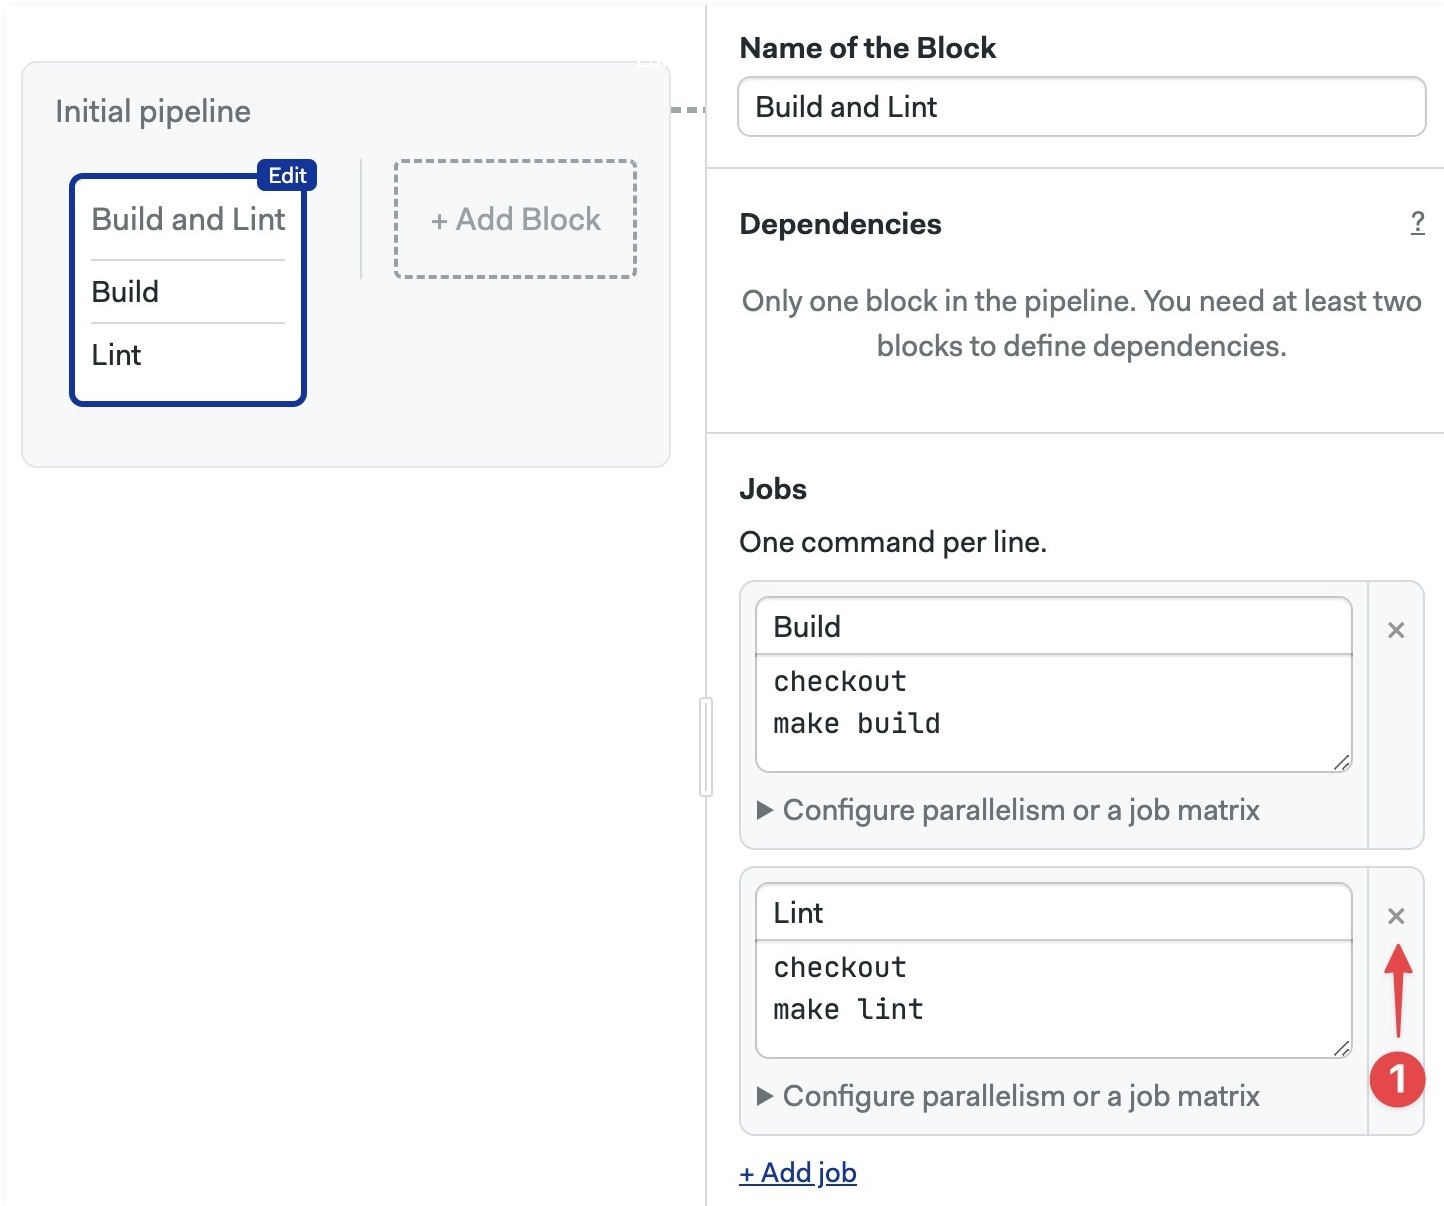 Initial pipeline
Edit
Build and Lint
Build
Lint
+ Add Block
Name of the Block
Build and Lint
Dependencies
?
Only one block in the pipeline. You need at least two
blocks to define dependencies.
Jobs
One command per line.
Build
checkout
make build
Configure parallelism or a job matrix
Lint
checkout
make lint
Configure parallelism or a job matrix
1
+ Add job